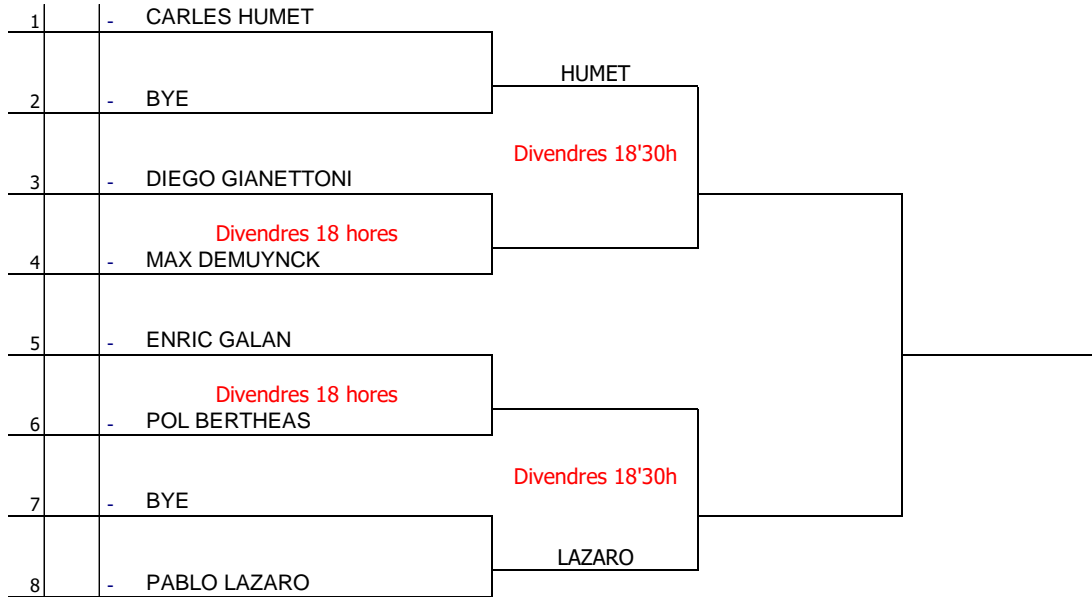 1 - CARLES HUMET
HUMET
2 - BYE
Divendres 18'30h
3 - DIEGO GIANETTONI
Divendres 18 hores
4 - MAX DEMUYNCK
5 - ENRIC GALAN
Divendres 18 hores
6 - POL BERTHEAS
Divendres 18'30h
7 - BYE
LAZARO
8 - PABLO LAZARO